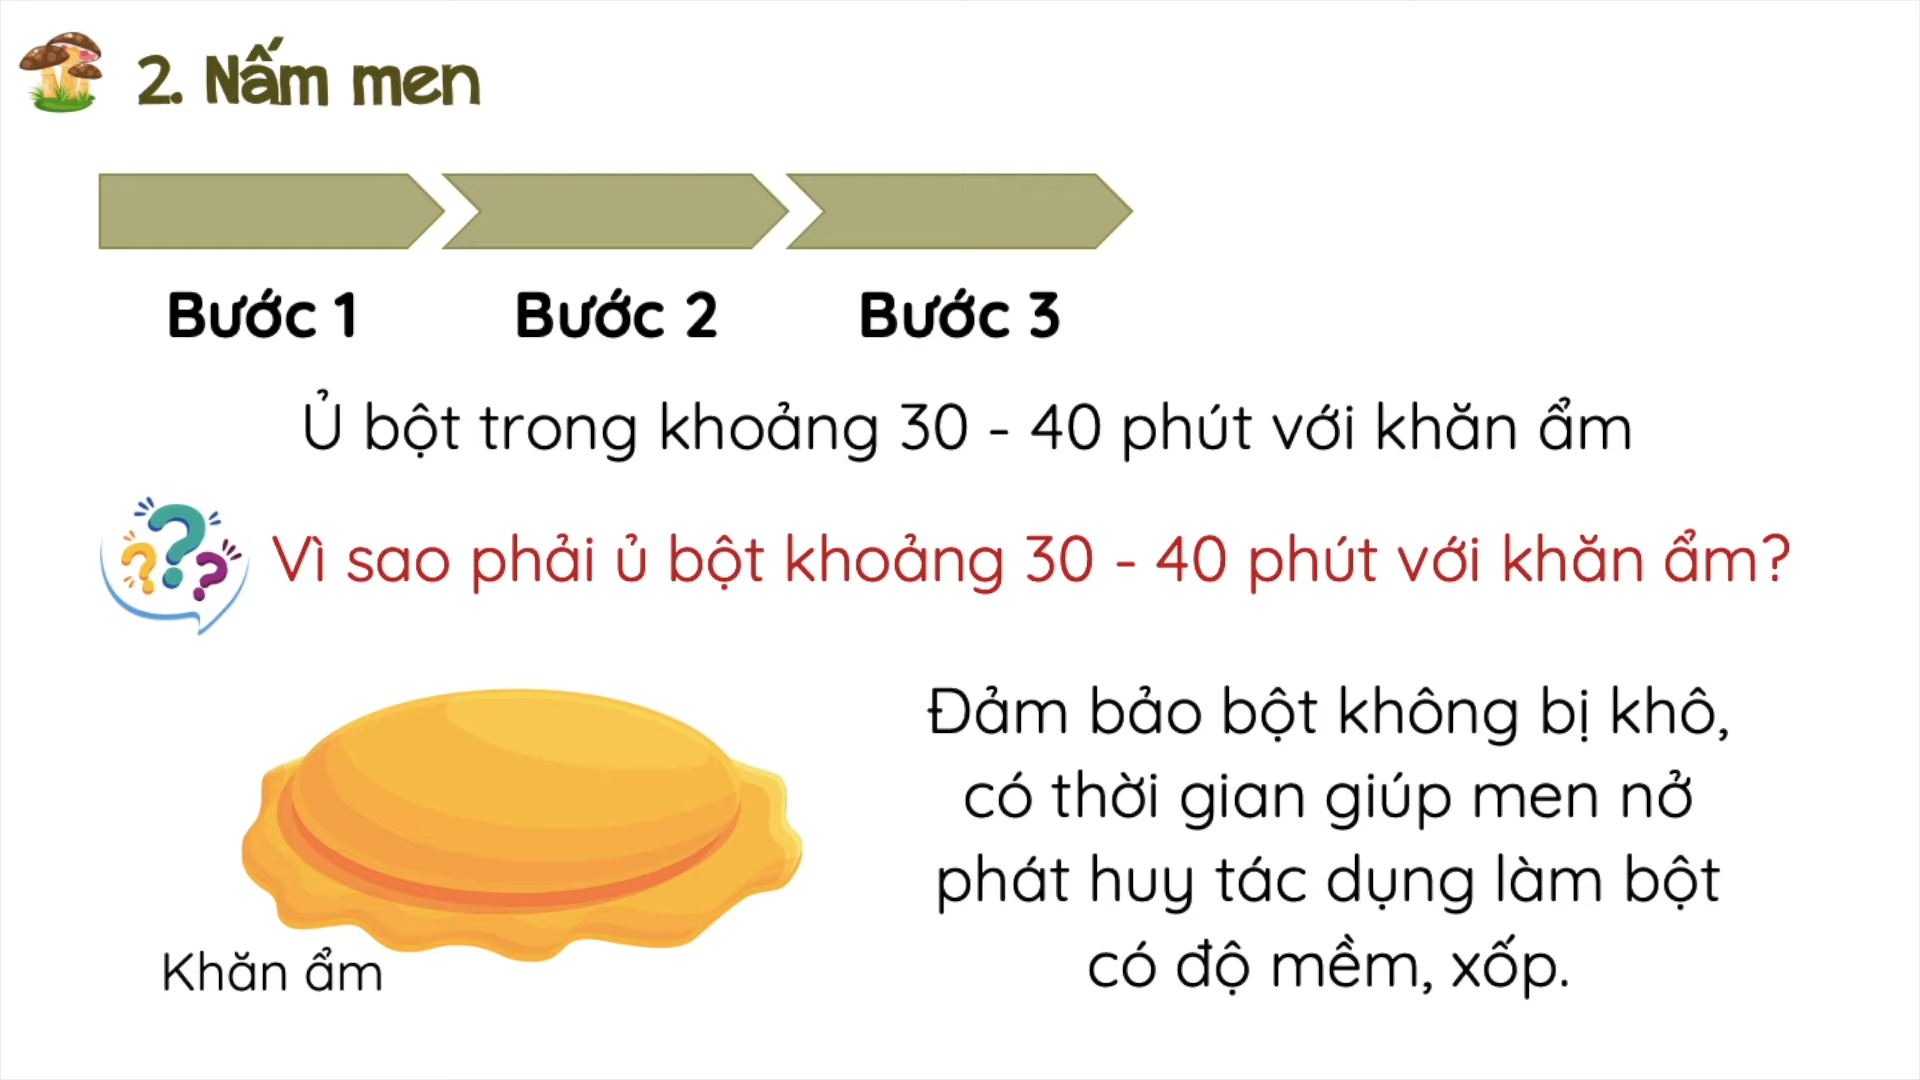 2. Nấm men
Bước 1
Bước 2
Bước 3
Ủ bột trong khoảng 30 - 40 phút với khăn ẩm
Vì sao phải ủ bột khoảng 30 - 40 phút với khăn ẩm?
Đảm bảo bột không bị khô,
có thời gian giúp men nở
phát huy tác dụng làm bột
có độ mềm, xốp.
Khăn ẩm